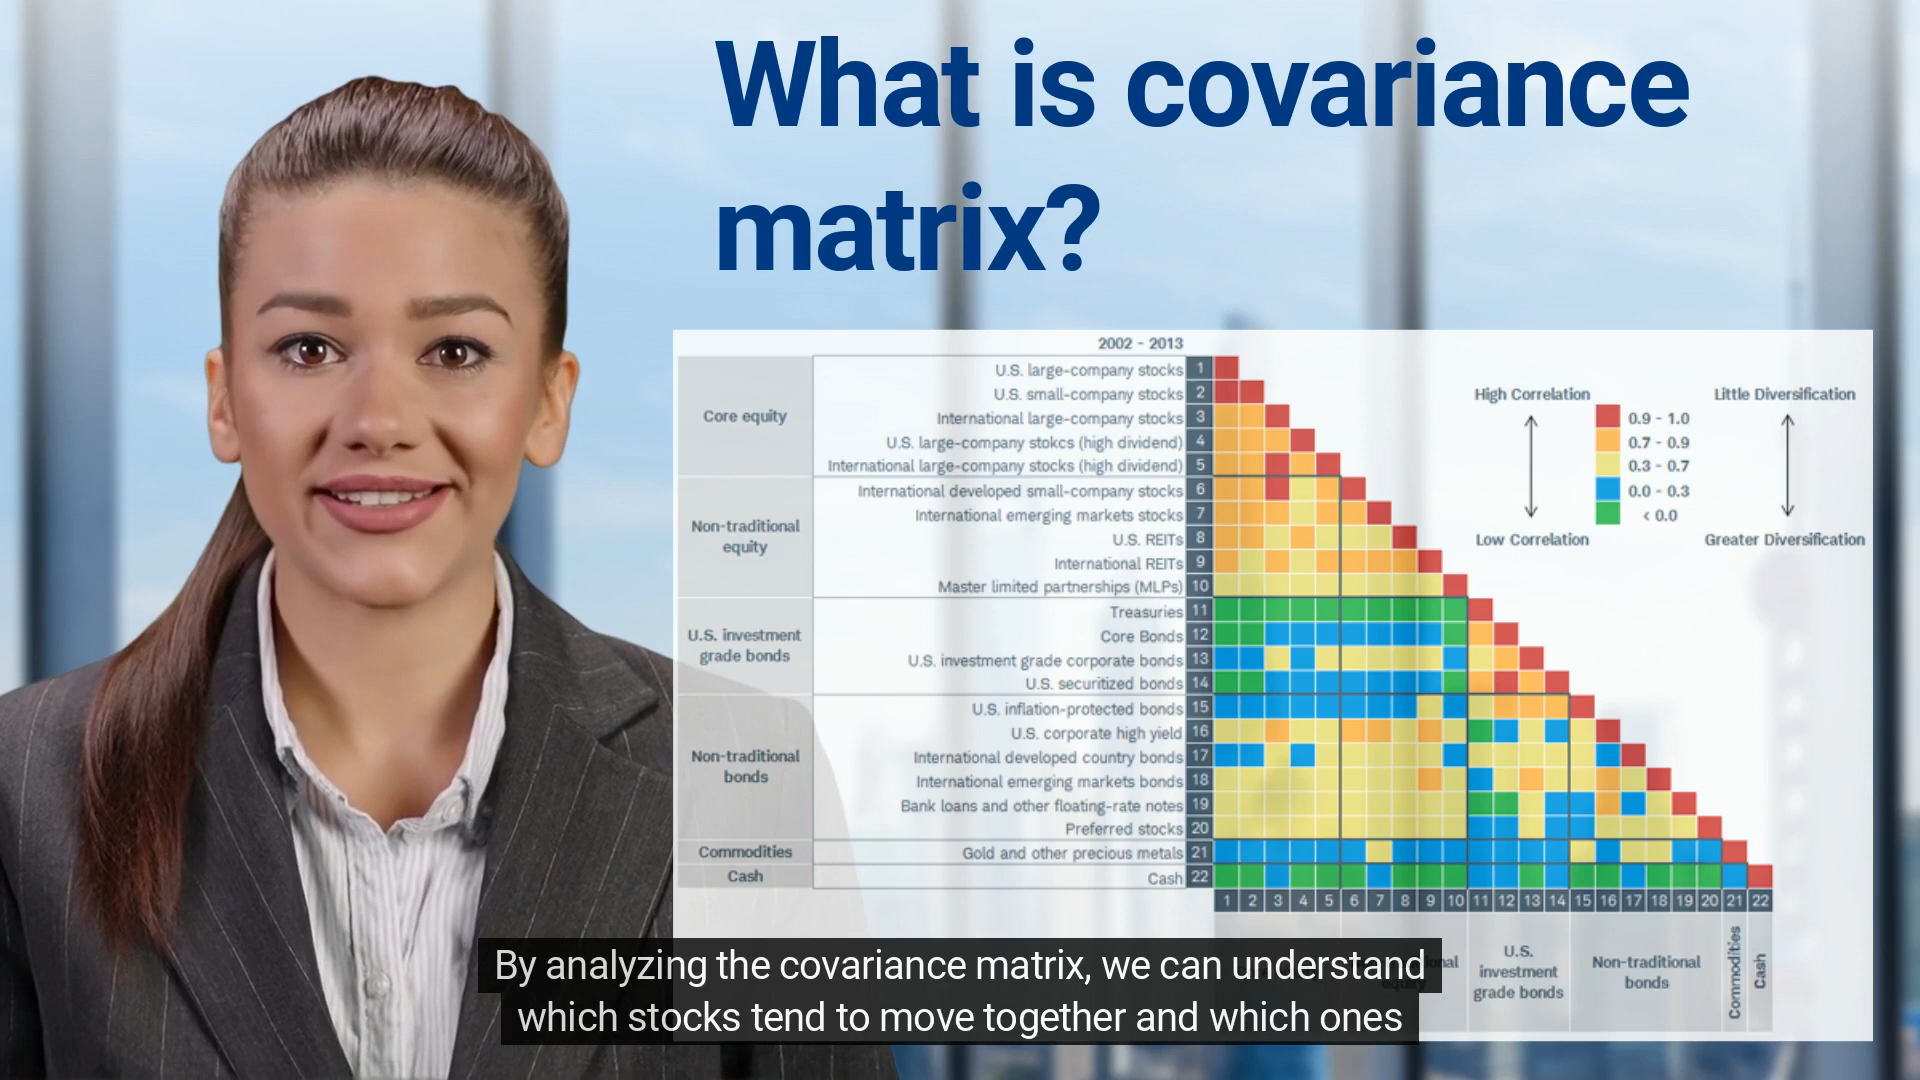 What is covariance
matrix?
2002 - 2013
Core equity
U.S. large-company stocks 1
U.S. small-company stocks 2
International large-company stocks 3
U.S. large-company stokcs (high dividend) 4
International large-company stocks (high dividend) 5
Non-traditional
equity
International developed small-company stocks 6
International emerging markets stocks 7
U.S. REITs 8
International REITs 9
Master limited partnerships (MLPs) 10
U.S. investment
grade bonds
Treasuries 11
Core Bonds 12
U.S. investment grade corporate bonds 13
U.S. securitized bonds 14
Non-traditional
bonds
U.S. inflation-protected bonds 15
U.S. corporate high yield 16
International developed country bonds 17
International emerging markets bonds 18
Bank loans and other floating-rate notes 19
Preferred stocks 20
Commodities
Gold and other precious metals 21
Cash
Cash 22
High Correlation
Low Correlation
0.9 - 1.0
0.7 - 0.9
0.3 - 0.7
0.0 - 0.3
< 0.0
Little Diversification
Greater Diversification
1 2 3 4 5 6 7 8 9 10 11 12 13 14 15 16 17 18 19 20 21 22
U.S.
investment
grade bonds
Non-traditional
bonds
Commodities
Cash
By analyzing the covariance matrix, we can understand
which stocks tend to move together and which ones